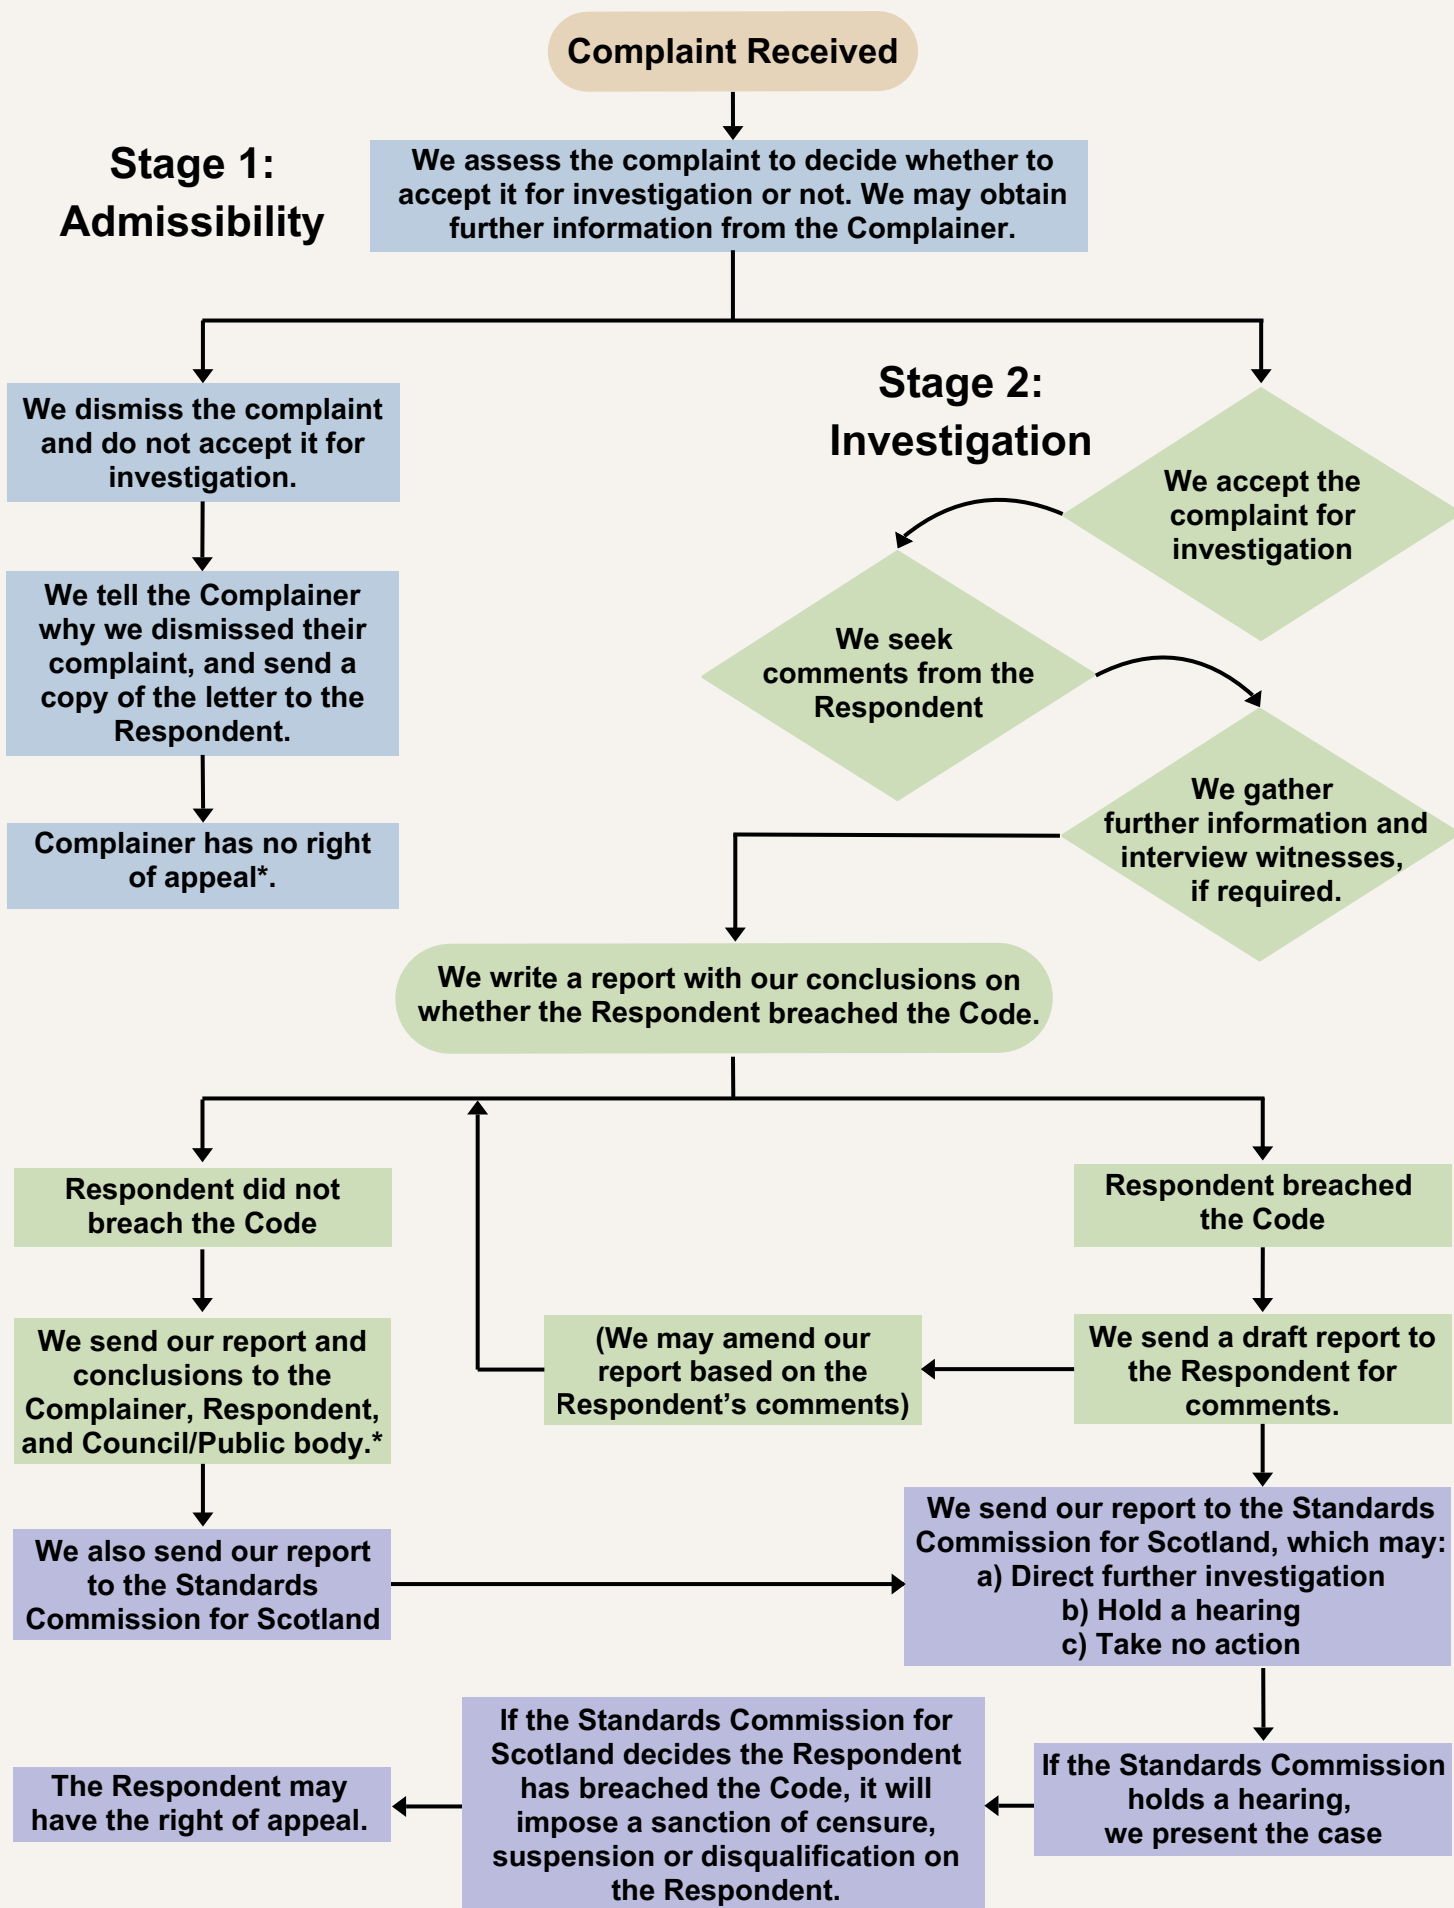 Complaint Received
Stage 1:
Admissibility
We assess the complaint to decide whether to
accept it for investigation or not. We may obtain
further information from the Complainer.
We dismiss the complaint
and do not accept it for
investigation.
We tell the Complainer
why we dismissed their
complaint, and send a
copy of the letter to the
Respondent.
Complainer has no right
of appeal*.
Stage 2:
Investigation
We accept the
complaint for
investigation
We seek
comments from the
Respondent
We gather
further information and
interview witnesses,
if required.
We write a report with our conclusions on
whether the Respondent breached the Code.
Respondent did not
breach the Code
We send our report and
conclusions to the
Complainer, Respondent,
and Council/Public body.*
We also send our report
to the Standards
Commission for Scotland
Respondent breached
the Code
We send a draft report to
the Respondent for
comments.
(We may amend our
report based on the
Respondent’s comments)
We send our report to the Standards
Commission for Scotland, which may:
a) Direct further investigation
b) Hold a hearing
c) Take no action
If the Standards Commission
holds a hearing,
we present the case
If the Standards Commission for
Scotland decides the Respondent
has breached the Code, it will
impose a sanction of censure,
suspension or disqualification on
the Respondent.
The Respondent may
have the right of appeal.